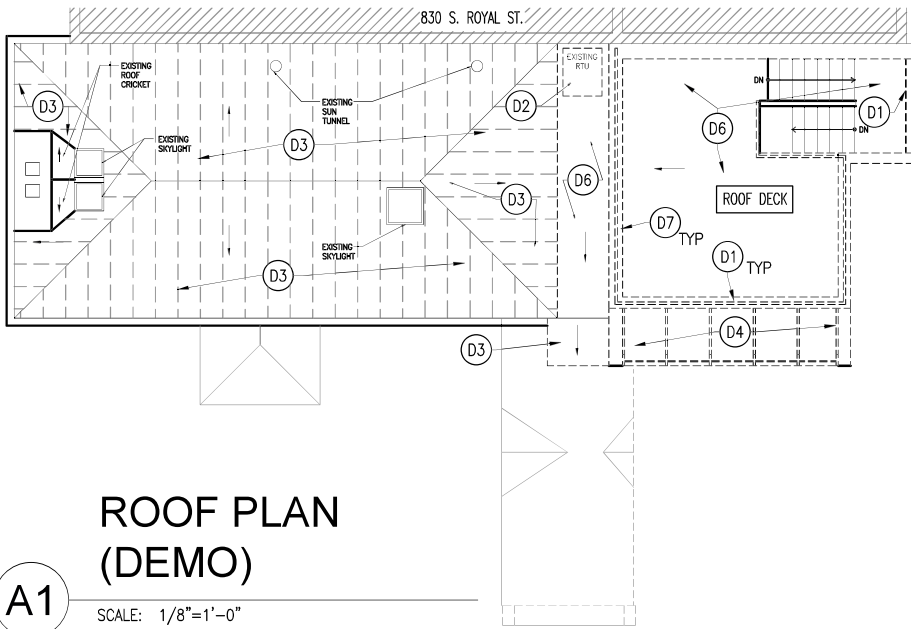 830 S. ROYAL ST.
EXISTING
ROOF
CRICKET
EXISTING
RTU
DN
D3
D2
D1
EXISTING
SUN
TUNNEL
EXISTING
SKYLIGHT
D6
DN
D3
D6
D3
ROOF DECK
D7
TYP
EXISTING
SKYLIGHT
D1
TYP
D3
D4
D3
ROOF PLAN
(DEMO)
A1
SCALE: 1/8"=1'-0"